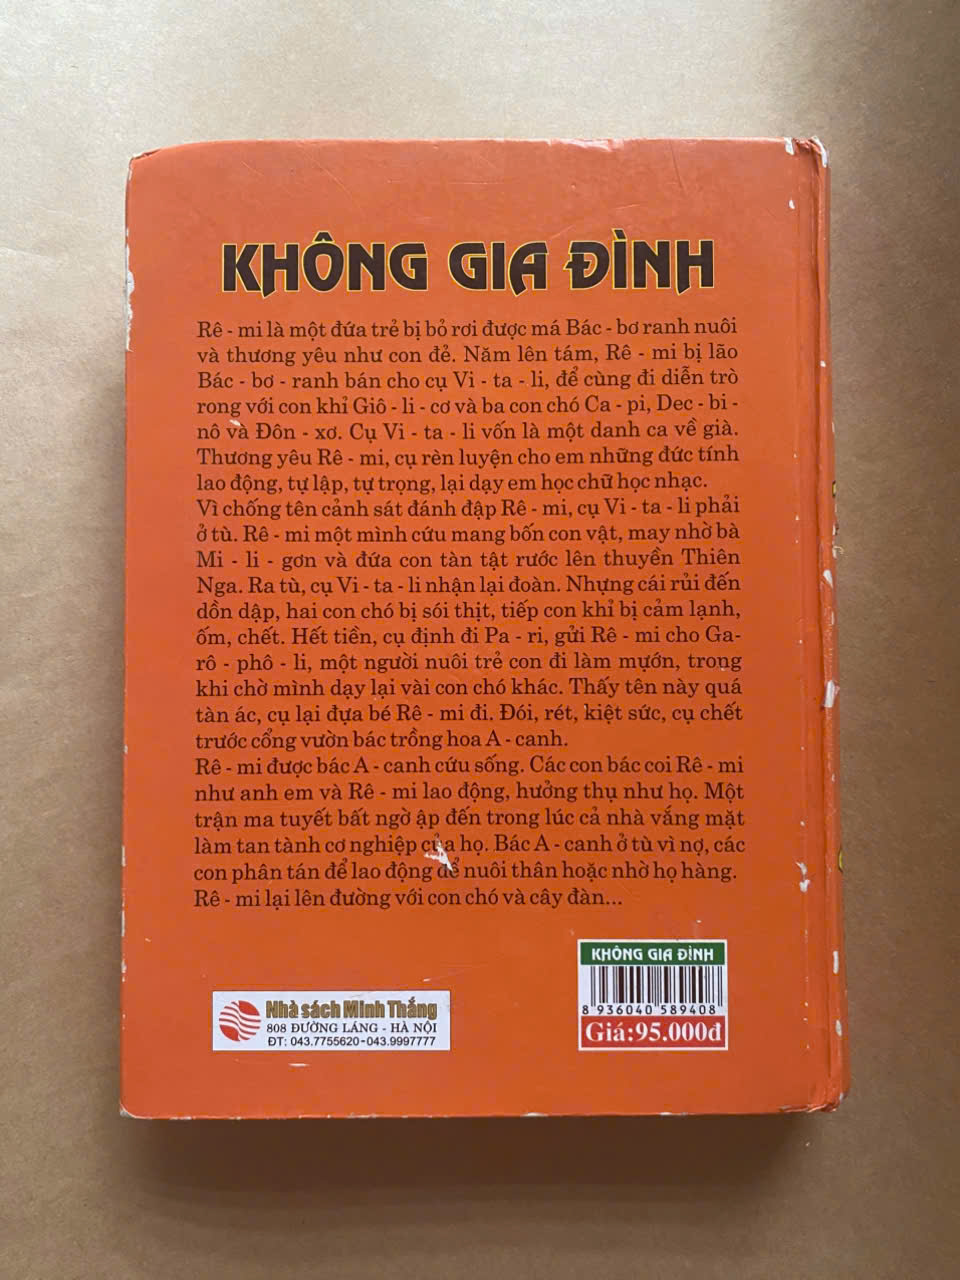 KHÔNG GIA ĐÌNH
Rê - mi là một đứa trẻ bị bỏ rơi được má Bác - bơ ranh nuôi
và thương yêu như con đẻ. Năm lên tám, Rê - mi bị lão
Bác - bơ - ranh bán cho cụ Vi - ta - li, để cùng đi diễn trò
rong với con khỉ Giô - li - cơ và ba con chó Ca - pi, Dec - bi -
nô và Đôn - xơ. Cụ Vi - ta - li vốn là một danh ca về già.
Thương yêu Rê - mi, cụ rèn luyện cho em những đức tính
lao động, tự lập, tự trọng, lại dạy em học chữ học nhạc.
Vì chống tên cảnh sát đánh đập Rê - mi, cụ Vi - ta - li phải
ở tù. Rê - mi một mình cứu mang bốn con vật, may nhờ bà
Mi - li - gơn và đứa con tàn tật rước lên thuyền Thiên
Nga. Ra tù, cụ Vi - ta - li nhận lại đoàn. Nhựng cái rủi đến
dồn dập, hai con chó bị sói thịt, tiếp con khỉ bị cảm lạnh,
ốm, chết. Hết tiền, cụ định đi Pa - ri, gửi Rê - mi cho Ga-
rô - phô - li, một người nuôi trẻ con đi làm mướn, trong
khi chờ mình dạy lại vài con chó khác. Thấy tên này quá
tàn ác, cụ lại đựa bé Rê - mi đi. Đói, rét, kiệt sức, cụ chết
trước cổng vườn bác trồng hoa A - canh.
Rê - mi được bác A - canh cứu sống. Các con bác coi Rê - mi
như anh em và Rê - mi lao động, hưởng thụ như họ. Một
trận ma tuyết bất ngờ ập đến trong lúc cả nhà vắng mặt
làm tan tành cơ nghiệp của họ. Bác A - canh ở tù vì nợ, các
con phân tán để lao động để nuôi thân hoặc nhờ họ hàng.
Rê - mi lại lên đường với con chó và cây đàn...
KHÔNG GIA ĐÌNH
8 936040 589408
Giá:95.000đ
Nhà sách Minh Thắng
808 ĐƯỜNG LÁNG - HÀ NỘI
ĐT: 043.7755620-043.9997777